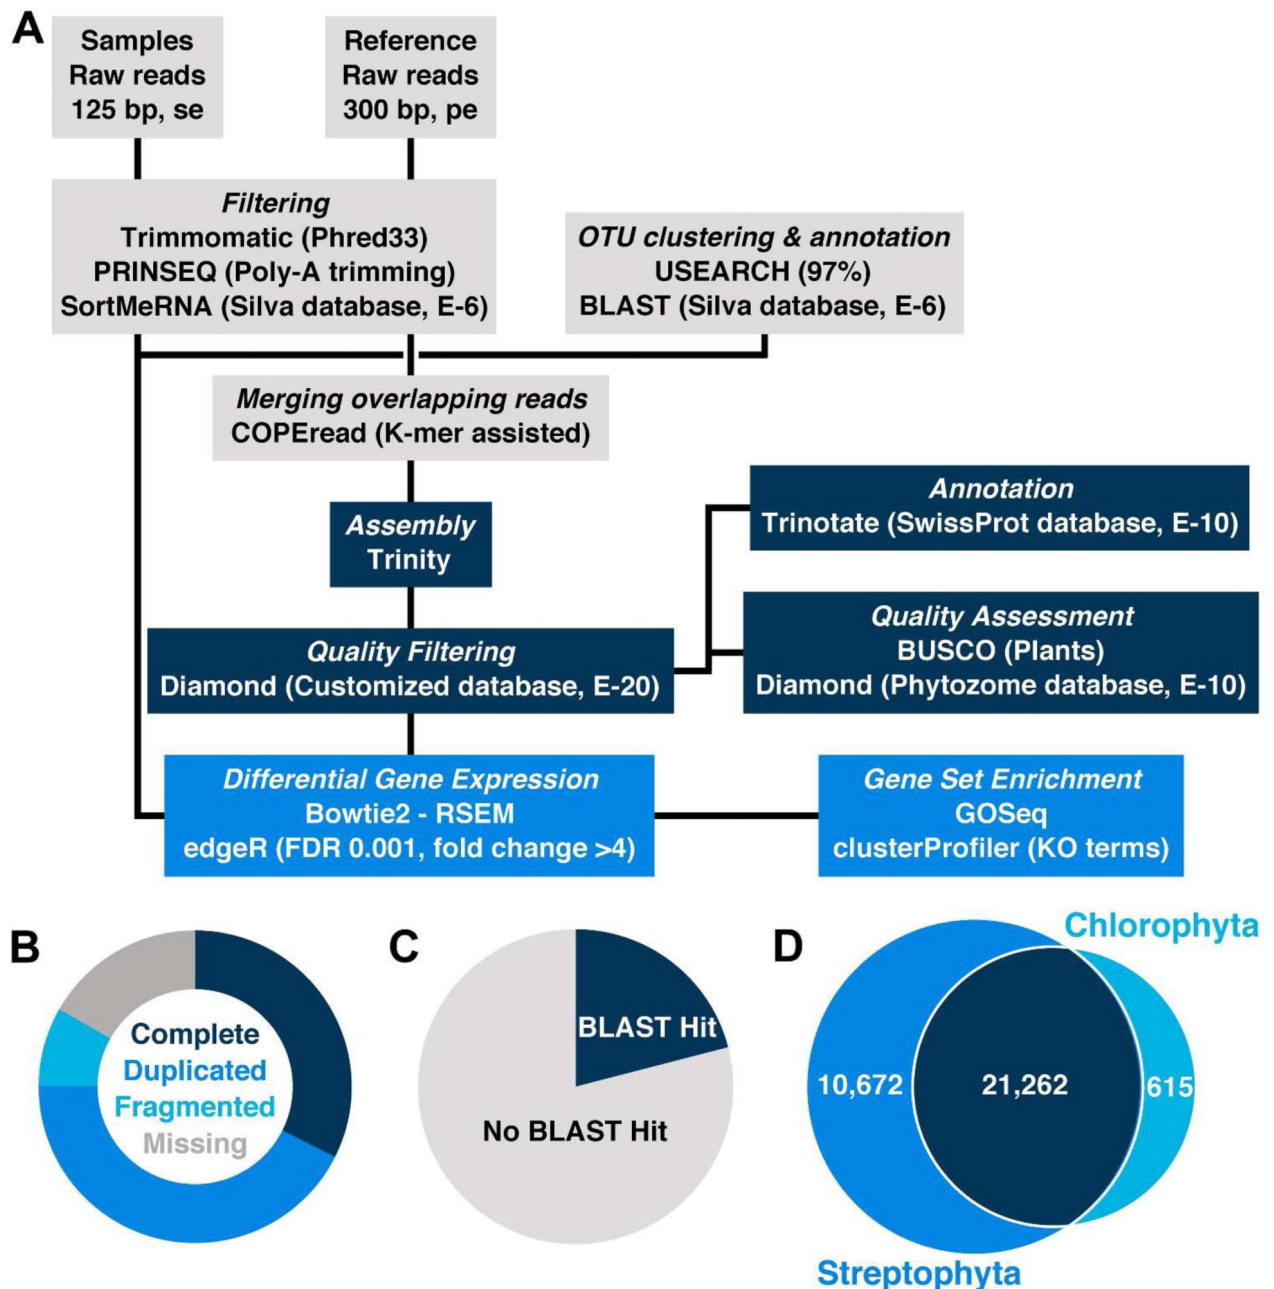 A
Samples
Raw reads
125 bp, se
Reference
Raw reads
300 bp, pe
Filtering
Trimmomatic (Phred33)
PRINSEQ (Poly-A trimming)
SortMeRNA (Silva database, E-6)
OTU clustering & annotation
USEARCH (97%)
BLAST (Silva database, E-6)
Merging overlapping reads
COPEread (K-mer assisted)
Assembly
Trinity
Annotation
Trinotate (SwissProt database, E-10)
Quality Filtering
Diamond (Customized database, E-20)
Quality Assessment
BUSCO (Plants)
Diamond (Phytozome database, E-10)
Differential Gene Expression
Bowtie2 - RSEM
edgeR (FDR 0.001, fold change >4)
Gene Set Enrichment
GOSeq
clusterProfiler (KO terms)
B
Complete
Duplicated
Fragmented
Missing
C
BLAST Hit
No BLAST Hit
D
Chlorophyta
10,672
21,262
615
Streptophyta